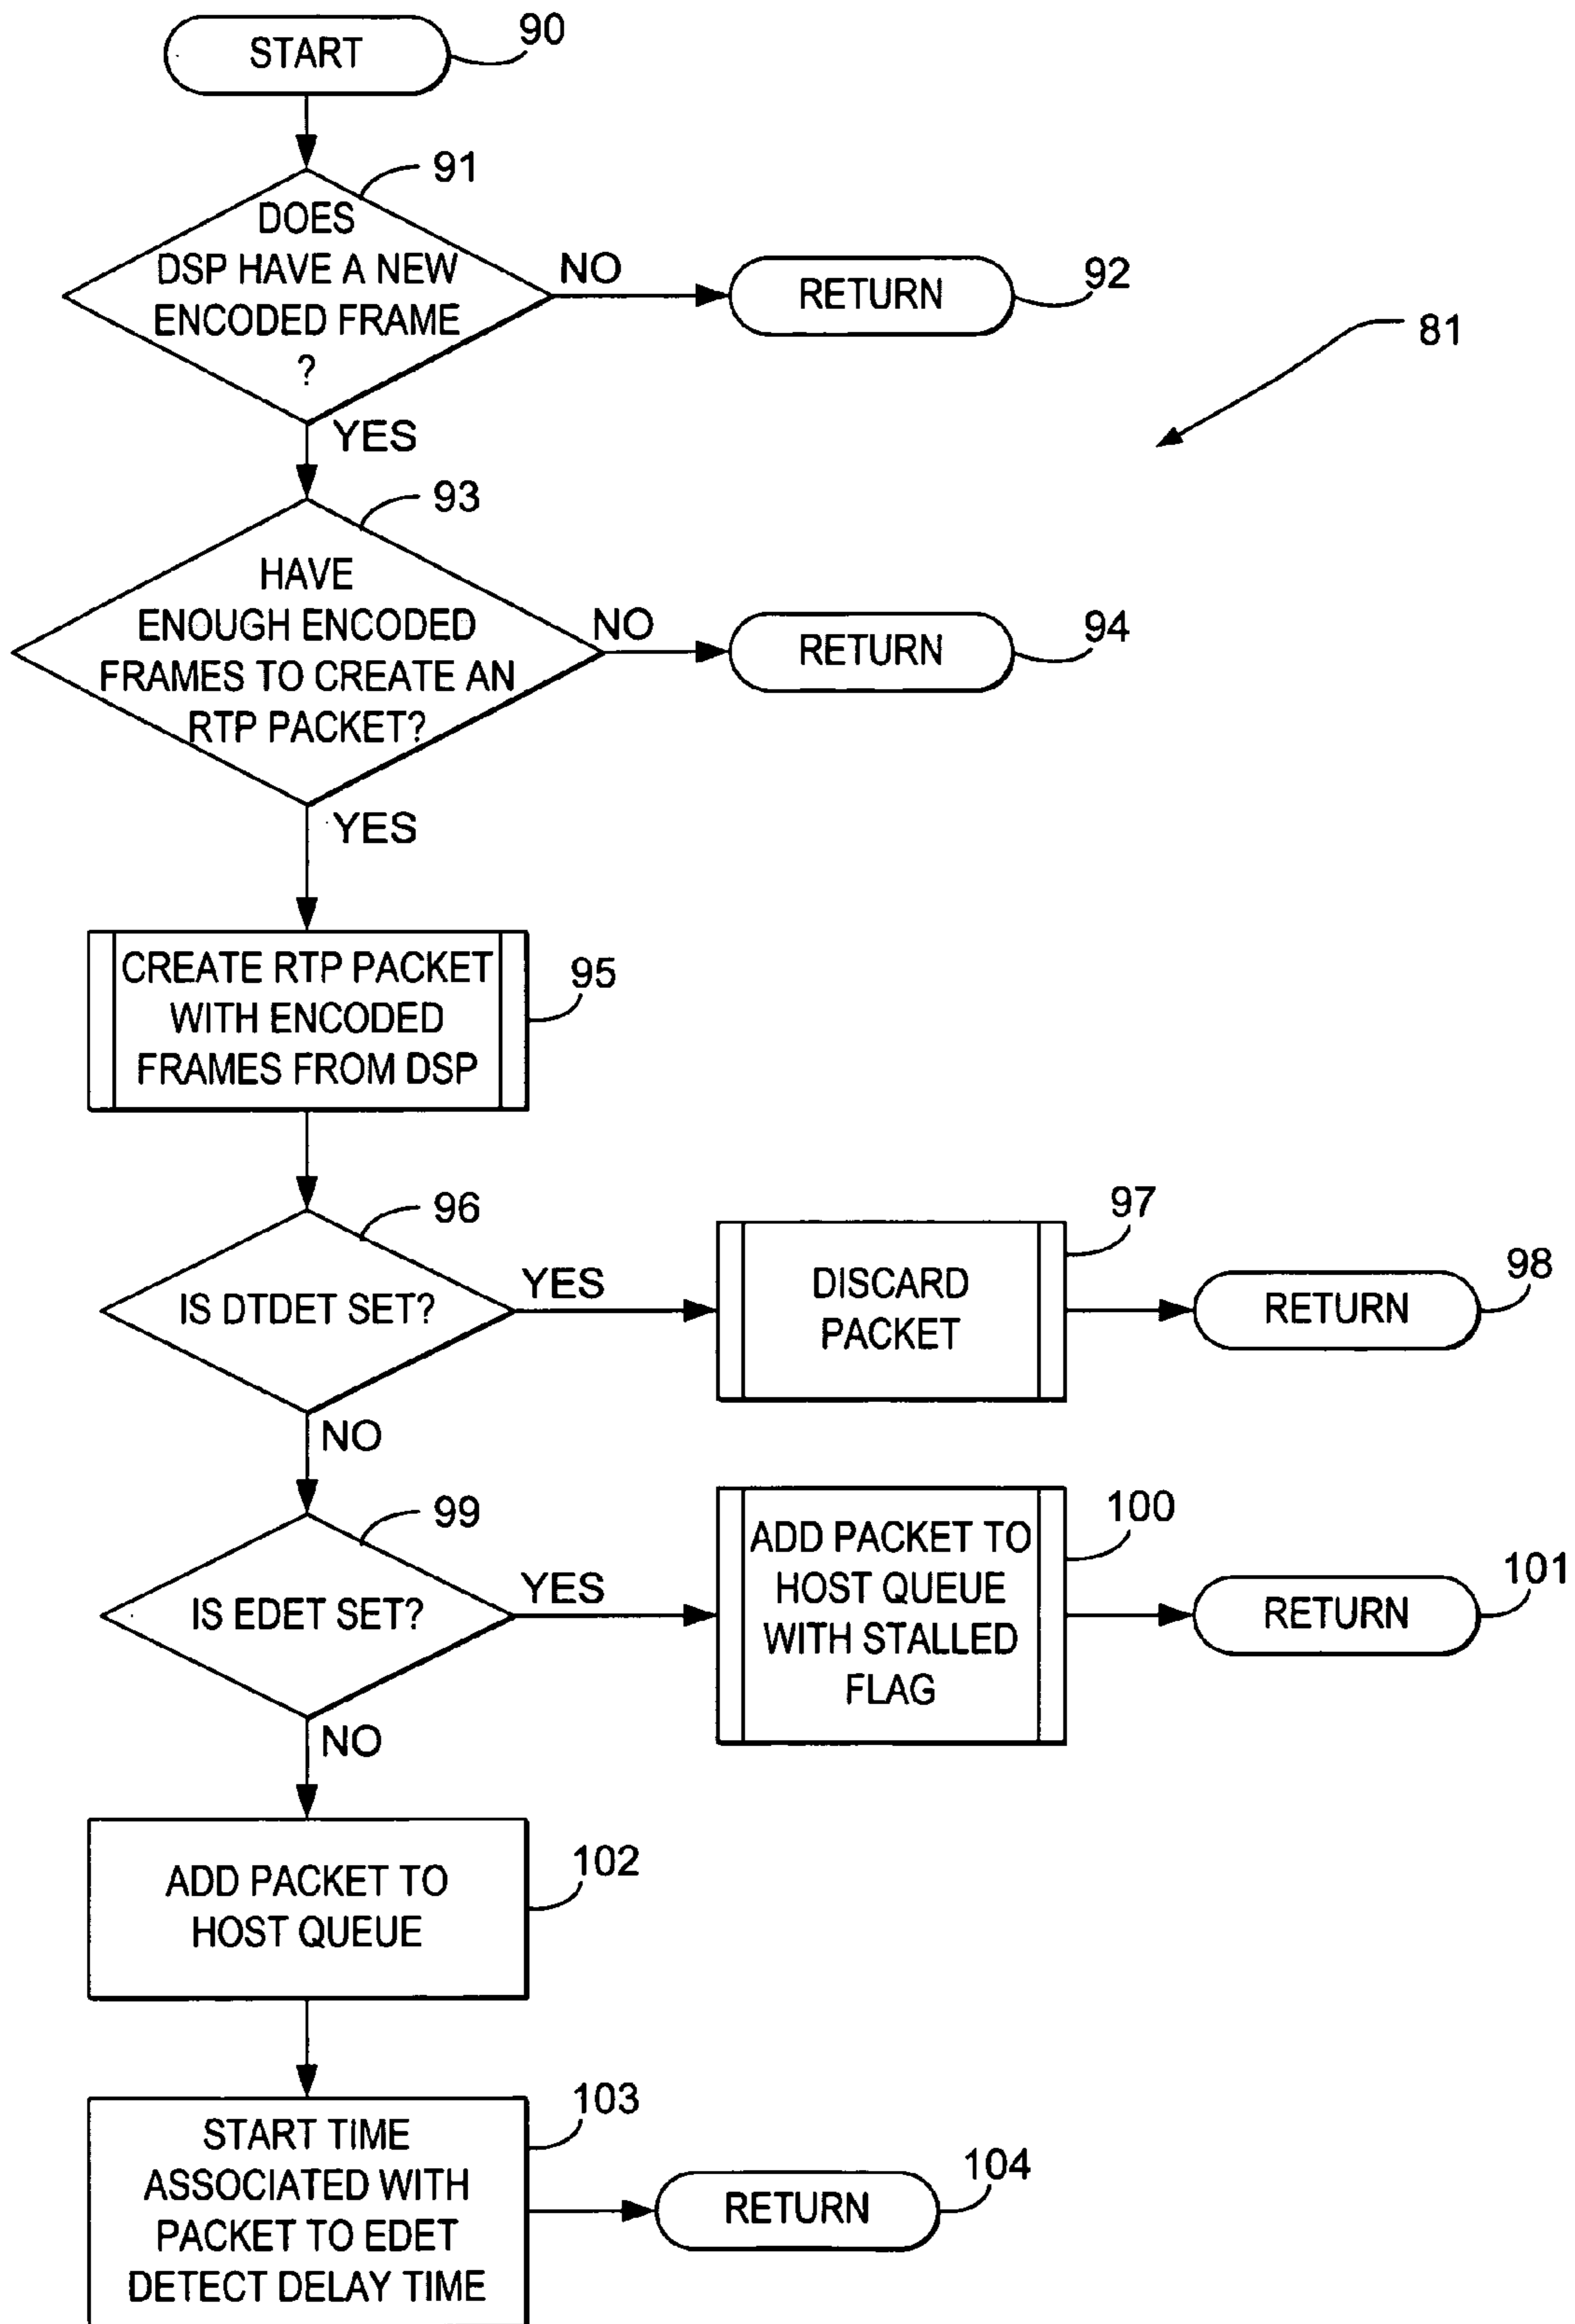 START
90
91
DOES
DSP HAVE A NEW
ENCODED FRAME
?
NO
RETURN
92
81
YES
93
HAVE
ENOUGH ENCODED
FRAMES TO CREATE AN
RTP PACKET?
NO
RETURN
94
YES
CREATE RTP PACKET
WITH ENCODED
FRAMES FROM DSP
95
96
IS DTDET SET?
YES
DISCARD
PACKET
97
RETURN
98
NO
99
IS EDET SET?
YES
ADD PACKET TO
HOST QUEUE
WITH STALLED
FLAG
100
RETURN
101
NO
ADD PACKET TO
HOST QUEUE
102
START TIME
ASSOCIATED WITH
PACKET TO EDET
DETECT DELAY TIME
103
RETURN
104